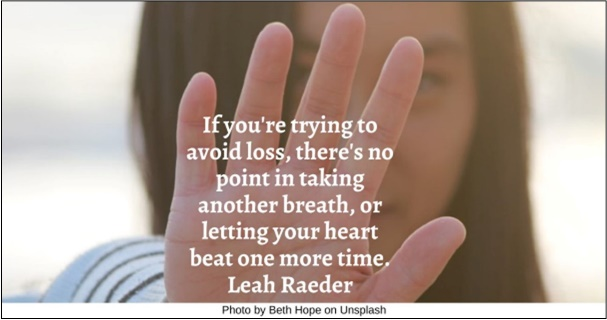 If you're trying to
avoid loss, there's no
point in taking
another breath, or
letting your heart
beat one more time.
Leah Raeder
Photo by Beth Hope on Unsplash